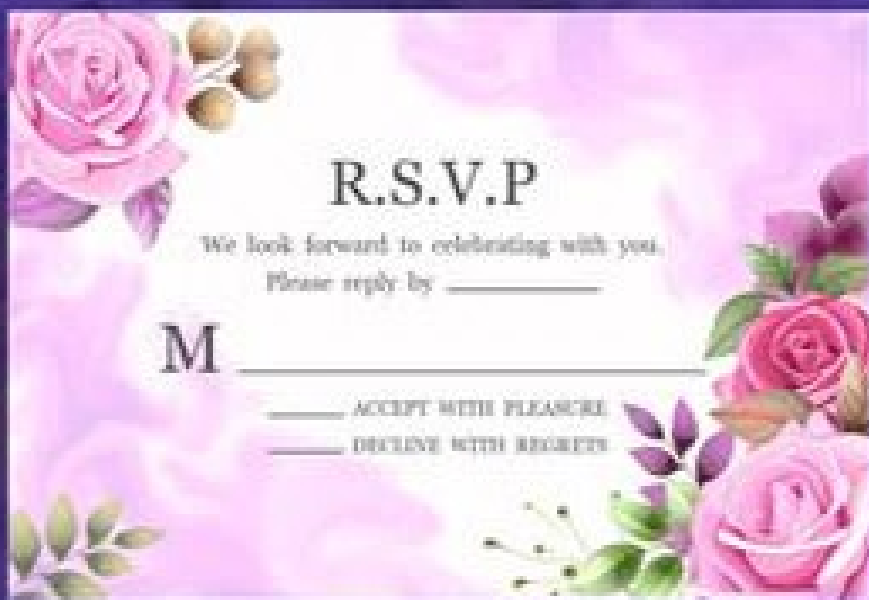 R.S.V.P
We look forward to celebrating with you.
Please reply by
M
ACCEPT WITH PLEASURE
DECLINE WITH REGRETS